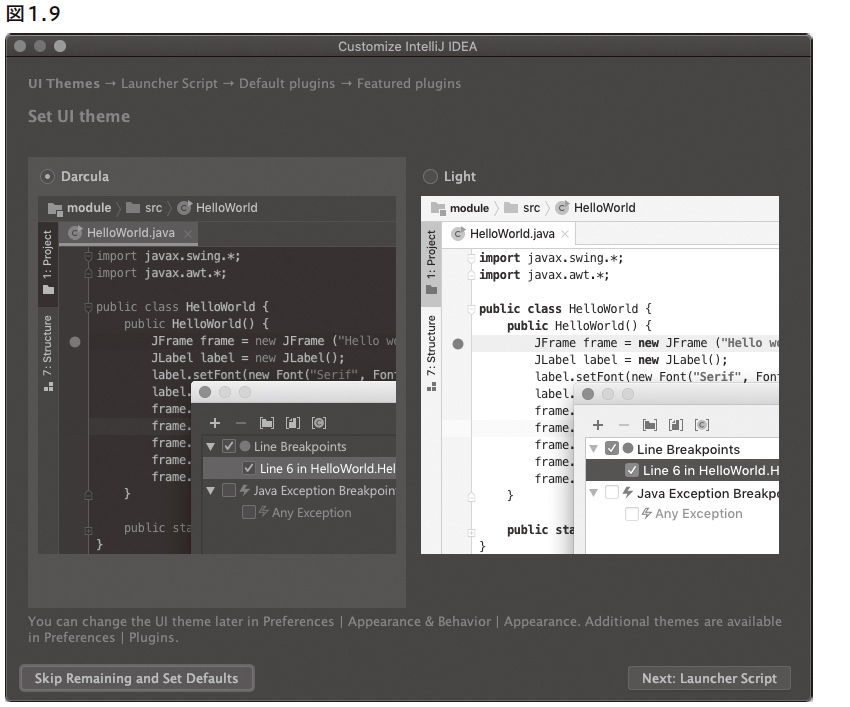 図1.9
Customize IntelliJ IDEA
UI Themes → Launcher Script → Default plugins → Featured plugins
Set UI theme
Darcula
module 〉 src 〉 HelloWorld
HelloWorld.java ×
1: Project
7: Structure
import javax.swing.*;
import javax.awt.*;
public class HelloWorld {
public HelloWorld() {
JFrame frame = new JFrame ("Hello wo
JLabel label = new JLabel();
label.setFont(new Font("Serif", Font
label.
frame.
frame.
frame.
frame.
frame.
}
public sta
}
Line Breakpoints
Line 6 in HelloWorld.Hel
Java Exception Breakpoin
Any Exception
Light
module 〉 src 〉 HelloWorld
HelloWorld.java ×
1: Project
7: Structure
import javax.swing.*;
import javax.awt.*;
public class HelloWorld {
public HelloWorld() {
JFrame frame = new JFrame ("Hello wo
JLabel label = new JLabel();
label.setFont(new Font("Serif", Font
label.
frame.
frame.
frame.
frame.
frame.
}
public sta
}
Line Breakpoints
Line 6 in HelloWorld.H
Java Exception Breakpo
Any Exception
You can change the UI theme later in Preferences | Appearance & Behavior | Appearance. Additional themes are available
in Preferences | Plugins.
Skip Remaining and Set Defaults
Next: Launcher Script